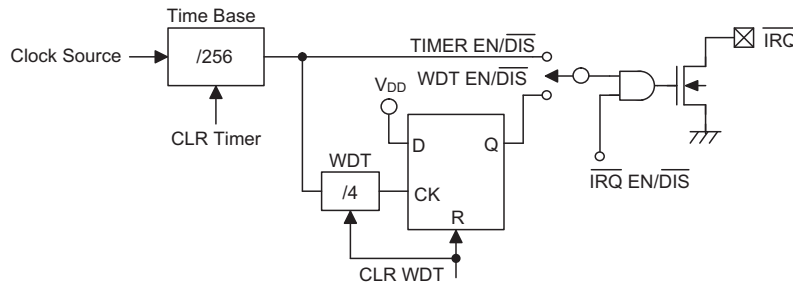 Time Base
Clock Source
/256
TIMER EN/DIS
IRQ
VDD
WDT EN/DIS
CLR Timer
D
Q
WDT
/4
CK
IRQ EN/DIS
R
CLR WDT